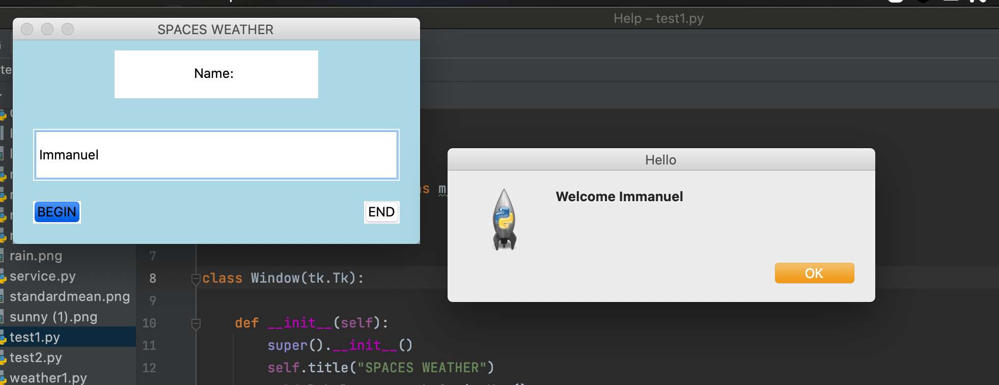 Help – test1.py
SPACES WEATHER
Name:
Immanuel
BEGIN
END
Hello
Welcome Immanuel
OK
rain.png
service.py
standardmean.png
sunny (1).png
test1.py
test2.py
weather1.py
7
8 class Window(tk.Tk):
9
10 def __init__(self):
11 super().__init__()
12 self.title("SPACES WEATHER")